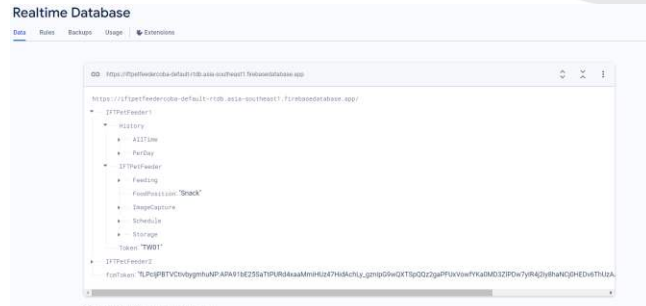 Realtime Database
Data Rules Backups Usage Extensions
https://iftpetfeedercoba-default-rtdb.asia-southeast1.firebasedatabase.app
https://iftpetfeedercoba-default-rtdb.asia-southeast1.firebasedatabase.app/
IFTPetFeeder1
History
AllTime
PerDay
IFTPetFeeder
Feeding
FoodPosition: "Snack"
ImageCapture
Schedule
Storage
Token: "TW01"
IFTPetFeeder2
fcmToken: